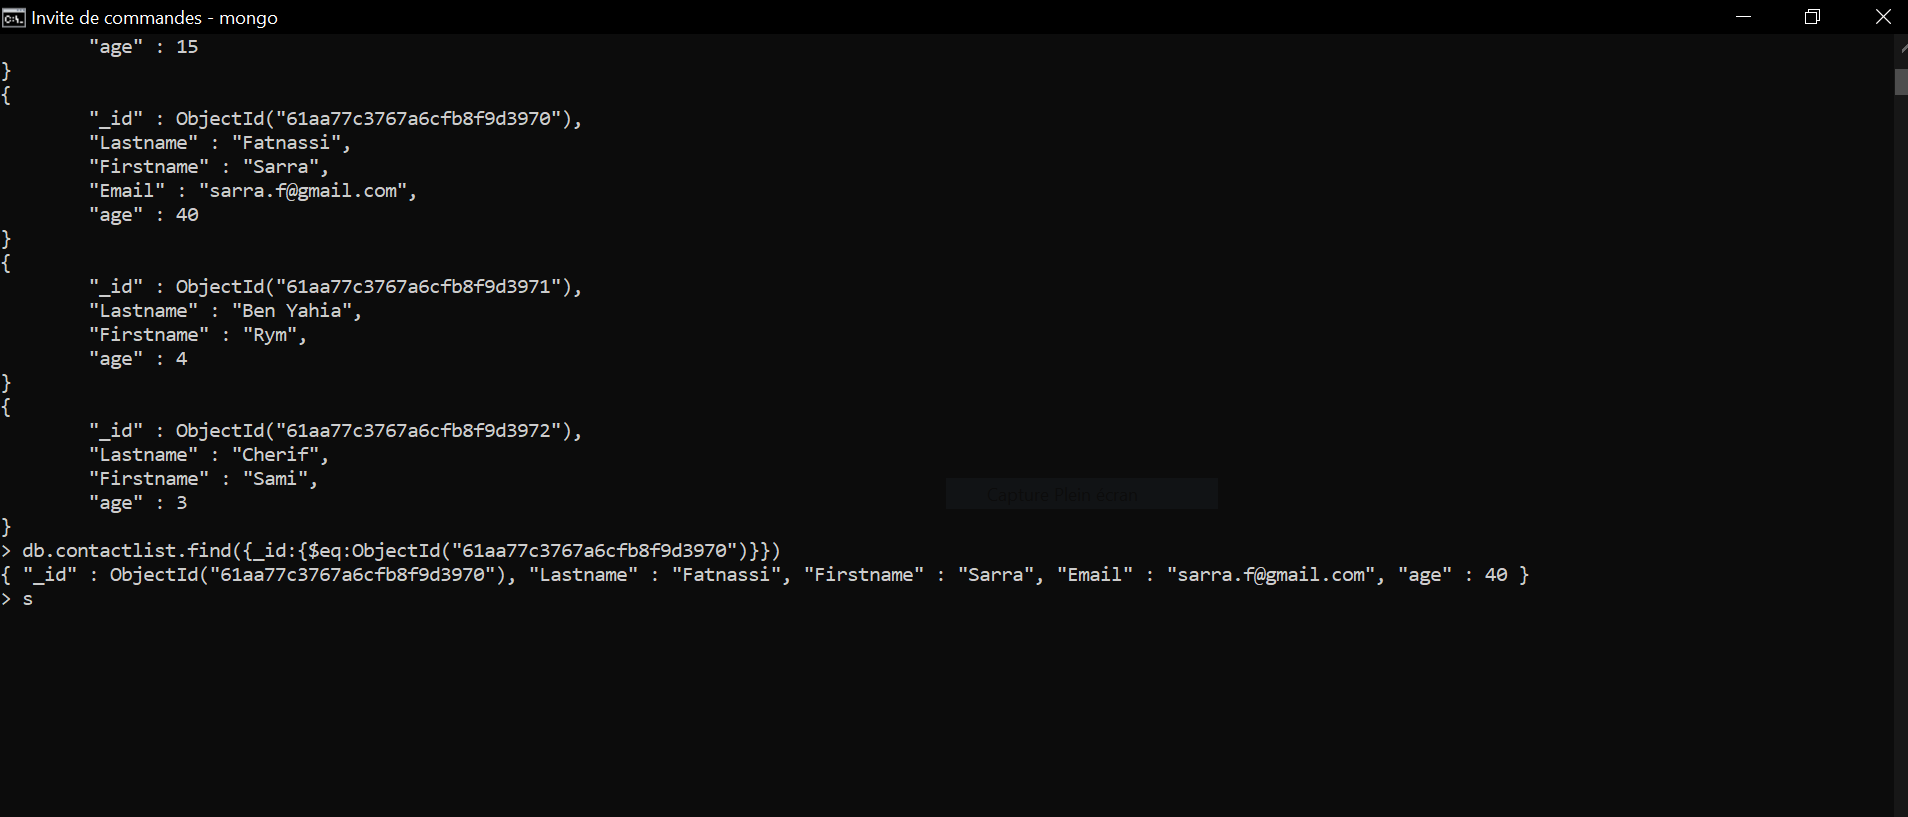 Invite de commandes - mongo
"age" : 15
}
{
"_id" : ObjectId("61aa77c3767a6cfb8f9d3970"),
"Lastname" : "Fatnassi",
"Firstname" : "Sarra",
"Email" : "sarra.f@gmail.com",
"age" : 40
}
{
"_id" : ObjectId("61aa77c3767a6cfb8f9d3971"),
"Lastname" : "Ben Yahia",
"Firstname" : "Rym",
"age" : 4
}
{
"_id" : ObjectId("61aa77c3767a6cfb8f9d3972"),
"Lastname" : "Cherif",
"Firstname" : "Sami",
"age" : 3
Capture Plein écran
}
> db.contactlist.find({_id:{$eq:ObjectId("61aa77c3767a6cfb8f9d3970")}})
{ "_id" : ObjectId("61aa77c3767a6cfb8f9d3970"), "Lastname" : "Fatnassi", "Firstname" : "Sarra", "Email" : "sarra.f@gmail.com", "age" : 40 }
> s